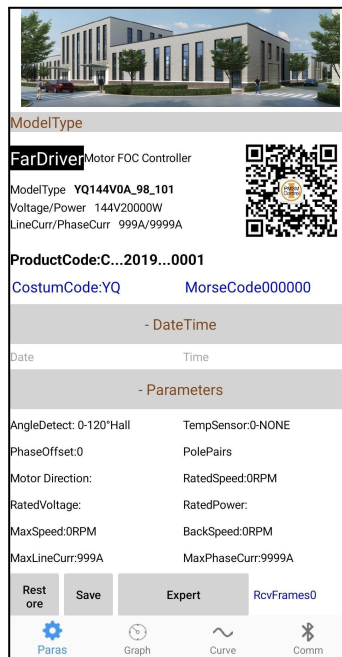 ModelType
FarDriver Motor FOC Controller
ModelType YQ144V0A_98_101
Voltage/Power 144V20000W
LineCurr/PhaseCurr 999A/9999A
PMSM Control
ProductCode:C...2019...0001
CostumCode:YQ MorseCode000000
- DateTime
Date Time
- Parameters
AngleDetect: 0-120°Hall TempSensor:0-NONE
PhaseOffset:0 PolePairs
Motor Direction: RatedSpeed:0RPM
RatedVoltage: RatedPower:
MaxSpeed:0RPM BackSpeed:0RPM
MaxLineCurr:999A MaxPhaseCurr:9999A
Rest
ore Save Expert RcvFrames0
Paras Graph Curve Comm